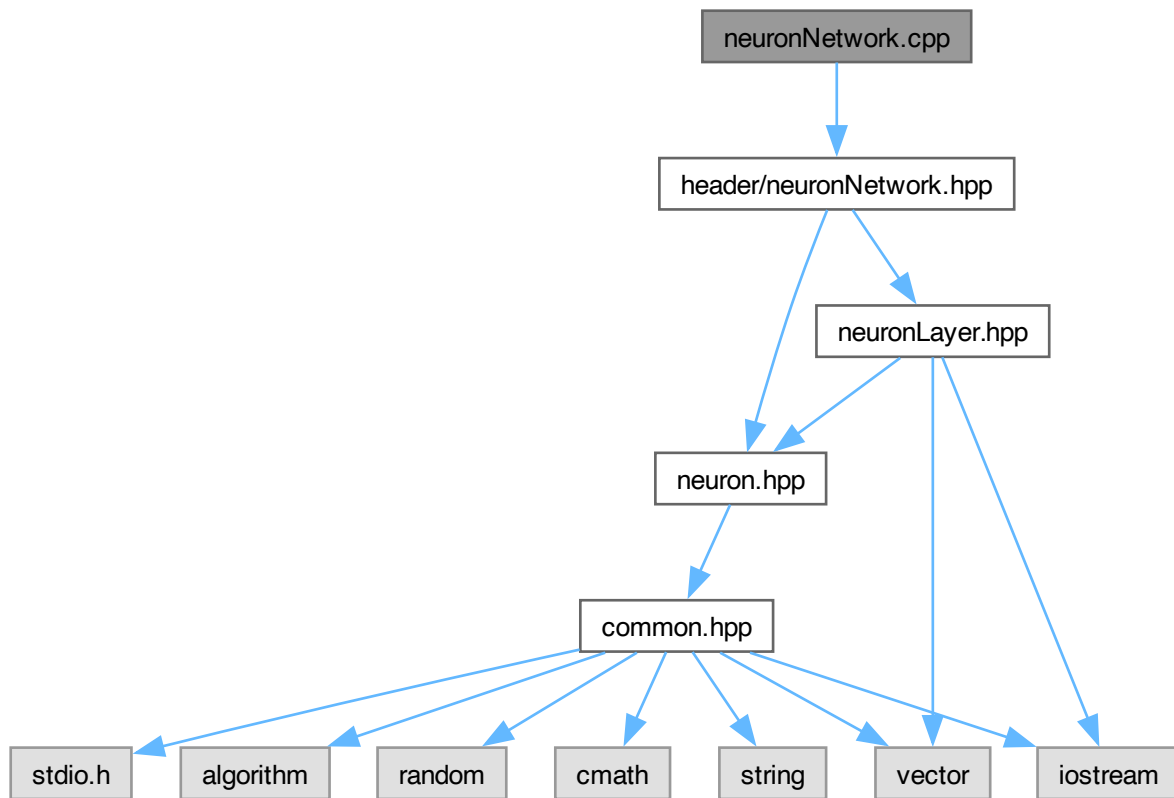 neuronNetwork.cpp
header/neuronNetwork.hpp
neuronLayer.hpp
neuron.hpp
common.hpp
stdio.h
algorithm
random
cmath
string
vector
iostream